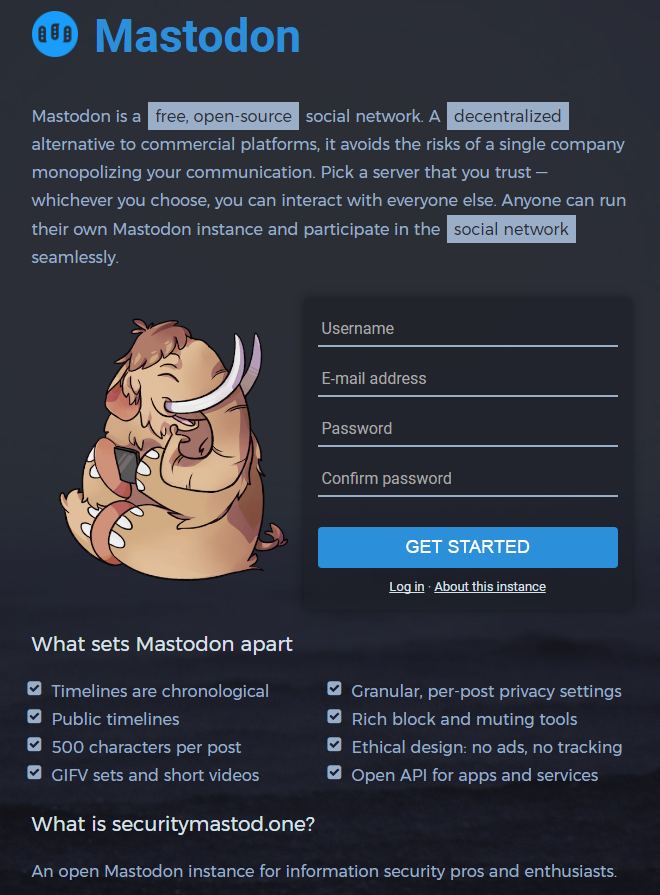 Mastodon
Mastodon is a free, open-source social network. A decentralized
alternative to commercial platforms, it avoids the risks of a single company
monopolizing your communication. Pick a server that you trust —
whichever you choose, you can interact with everyone else. Anyone can run
their own Mastodon instance and participate in the social network
seamlessly.
Username
E-mail address
Password
Confirm password
GET STARTED
Log in · About this instance
What sets Mastodon apart
Timelines are chronological
Public timelines
500 characters per post
GIFV sets and short videos
Granular, per-post privacy settings
Rich block and muting tools
Ethical design: no ads, no tracking
Open API for apps and services
What is securitymastod.one?
An open Mastodon instance for information security pros and enthusiasts.